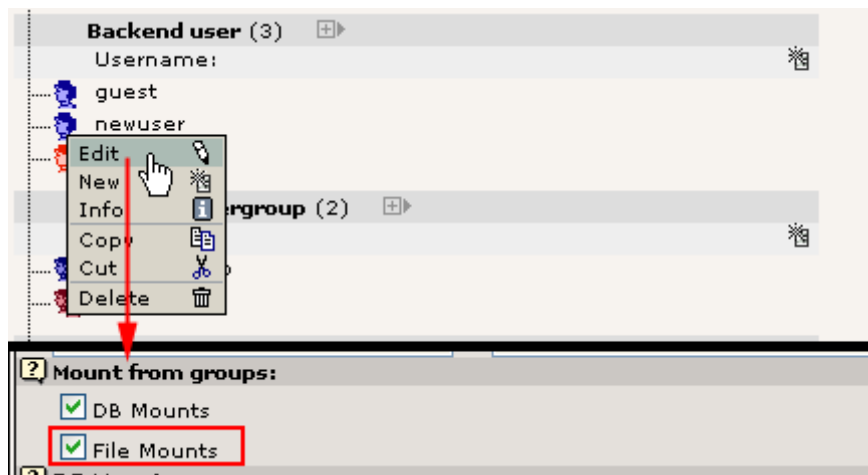 Backend user (3)
Username:
guest
newuser
Edit
New
Info
ergroup (2)
Copy
Cut
Delete
Mount from groups:
DB Mounts
File Mounts